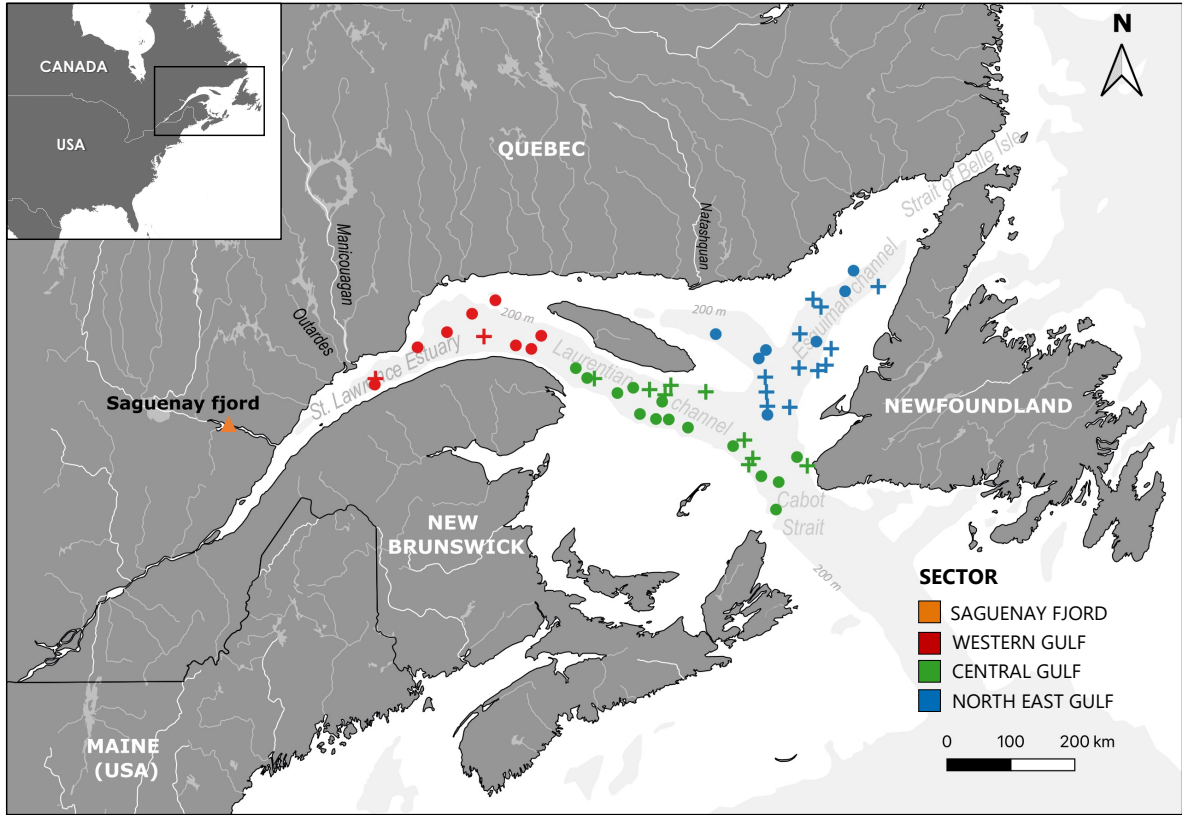 N
CANADA
USA
QUEBEC
Strait or Belle Isle
Manicouagan
Natashquan
Outardes
200 m
200 m
Esquiman channel
St. Lawrence Estuary
Laurentian channel
Saguenay fjord
NEWFOUNDLAND
Cabot
Strait
NEW
BRUNSWICK
200 m
MAINE
(USA)
SECTOR
SAGUENAY FJORD
WESTERN GULF
CENTRAL GULF
NORTH EAST GULF
0 100 200 km